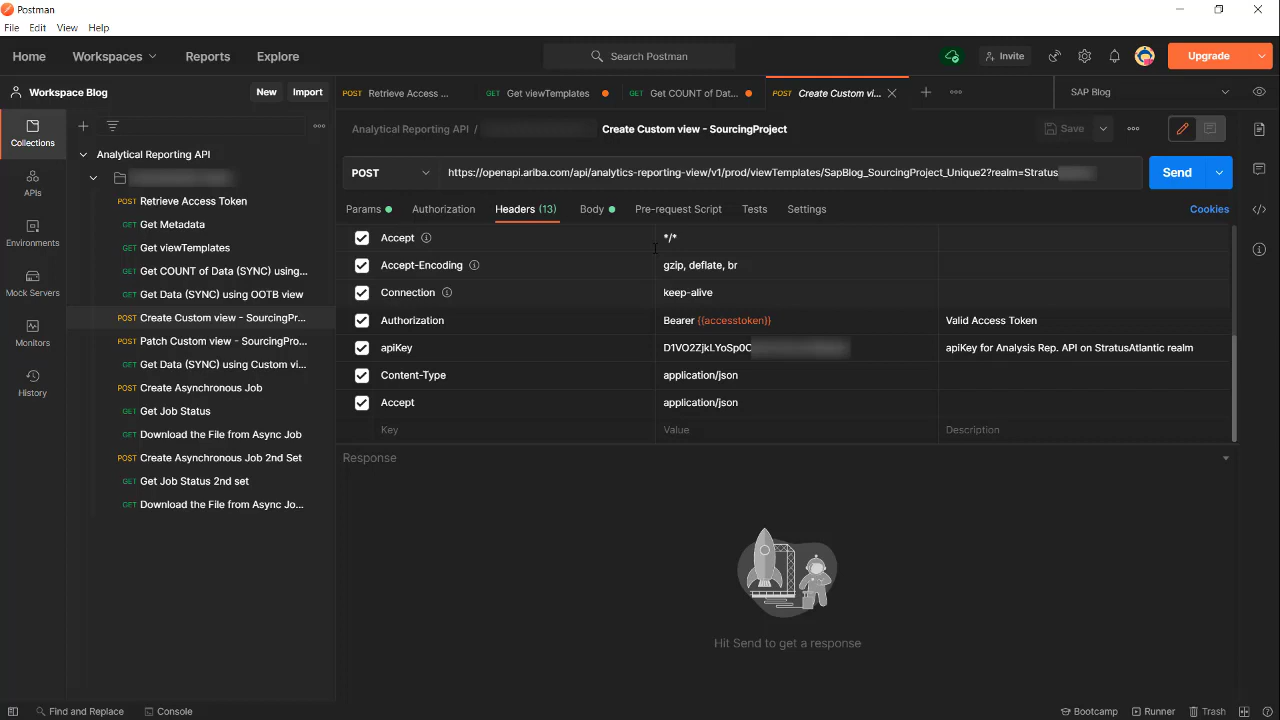 Postman
File Edit View Help
Home Workspaces Reports Explore Search Postman Invite Upgrade
Workspace Blog New Import
POST Retrieve Access ... GET Get viewTemplates GET Get COUNT of Dat... POST Create Custom vi... SAP Blog
Collections
APIs
Environments
Mock Servers
Monitors
History
Analytical Reporting API
POST Retrieve Access Token
GET Get Metadata
GET Get viewTemplates
GET Get COUNT of Data (SYNC) using...
GET Get Data (SYNC) using OOTB view
POST Create Custom view - SourcingPr...
POST Patch Custom view - SourcingPro...
GET Get Data (SYNC) using Custom vi...
POST Create Asynchronous Job
GET Get Job Status
GET Download the File from Async Job
POST Create Asynchronous Job 2nd Set
GET Get Job Status 2nd set
GET Download the File from Async Jo...
Analytical Reporting API / Create Custom view - SourcingProject
Save
POST https://openapi.ariba.com/api/analytics-reporting-view/v1/prod/viewTemplates/SapBlog_SourcingProject_Unique2?realm=Stratus
Send
Params Authorization Headers (13) Body Pre-request Script Tests Settings Cookies
Accept */*
Accept-Encoding gzip, deflate, br
Connection keep-alive
Authorization Bearer {{accesstoken}} Valid Access Token
apiKey D1VO2ZjkLYoSp0C apiKey for Analysis Rep. API on StratusAtlantic realm
Content-Type application/json
Accept application/json
Key Value Description
Response
Hit Send to get a response
Find and Replace Console Bootcamp Runner Trash